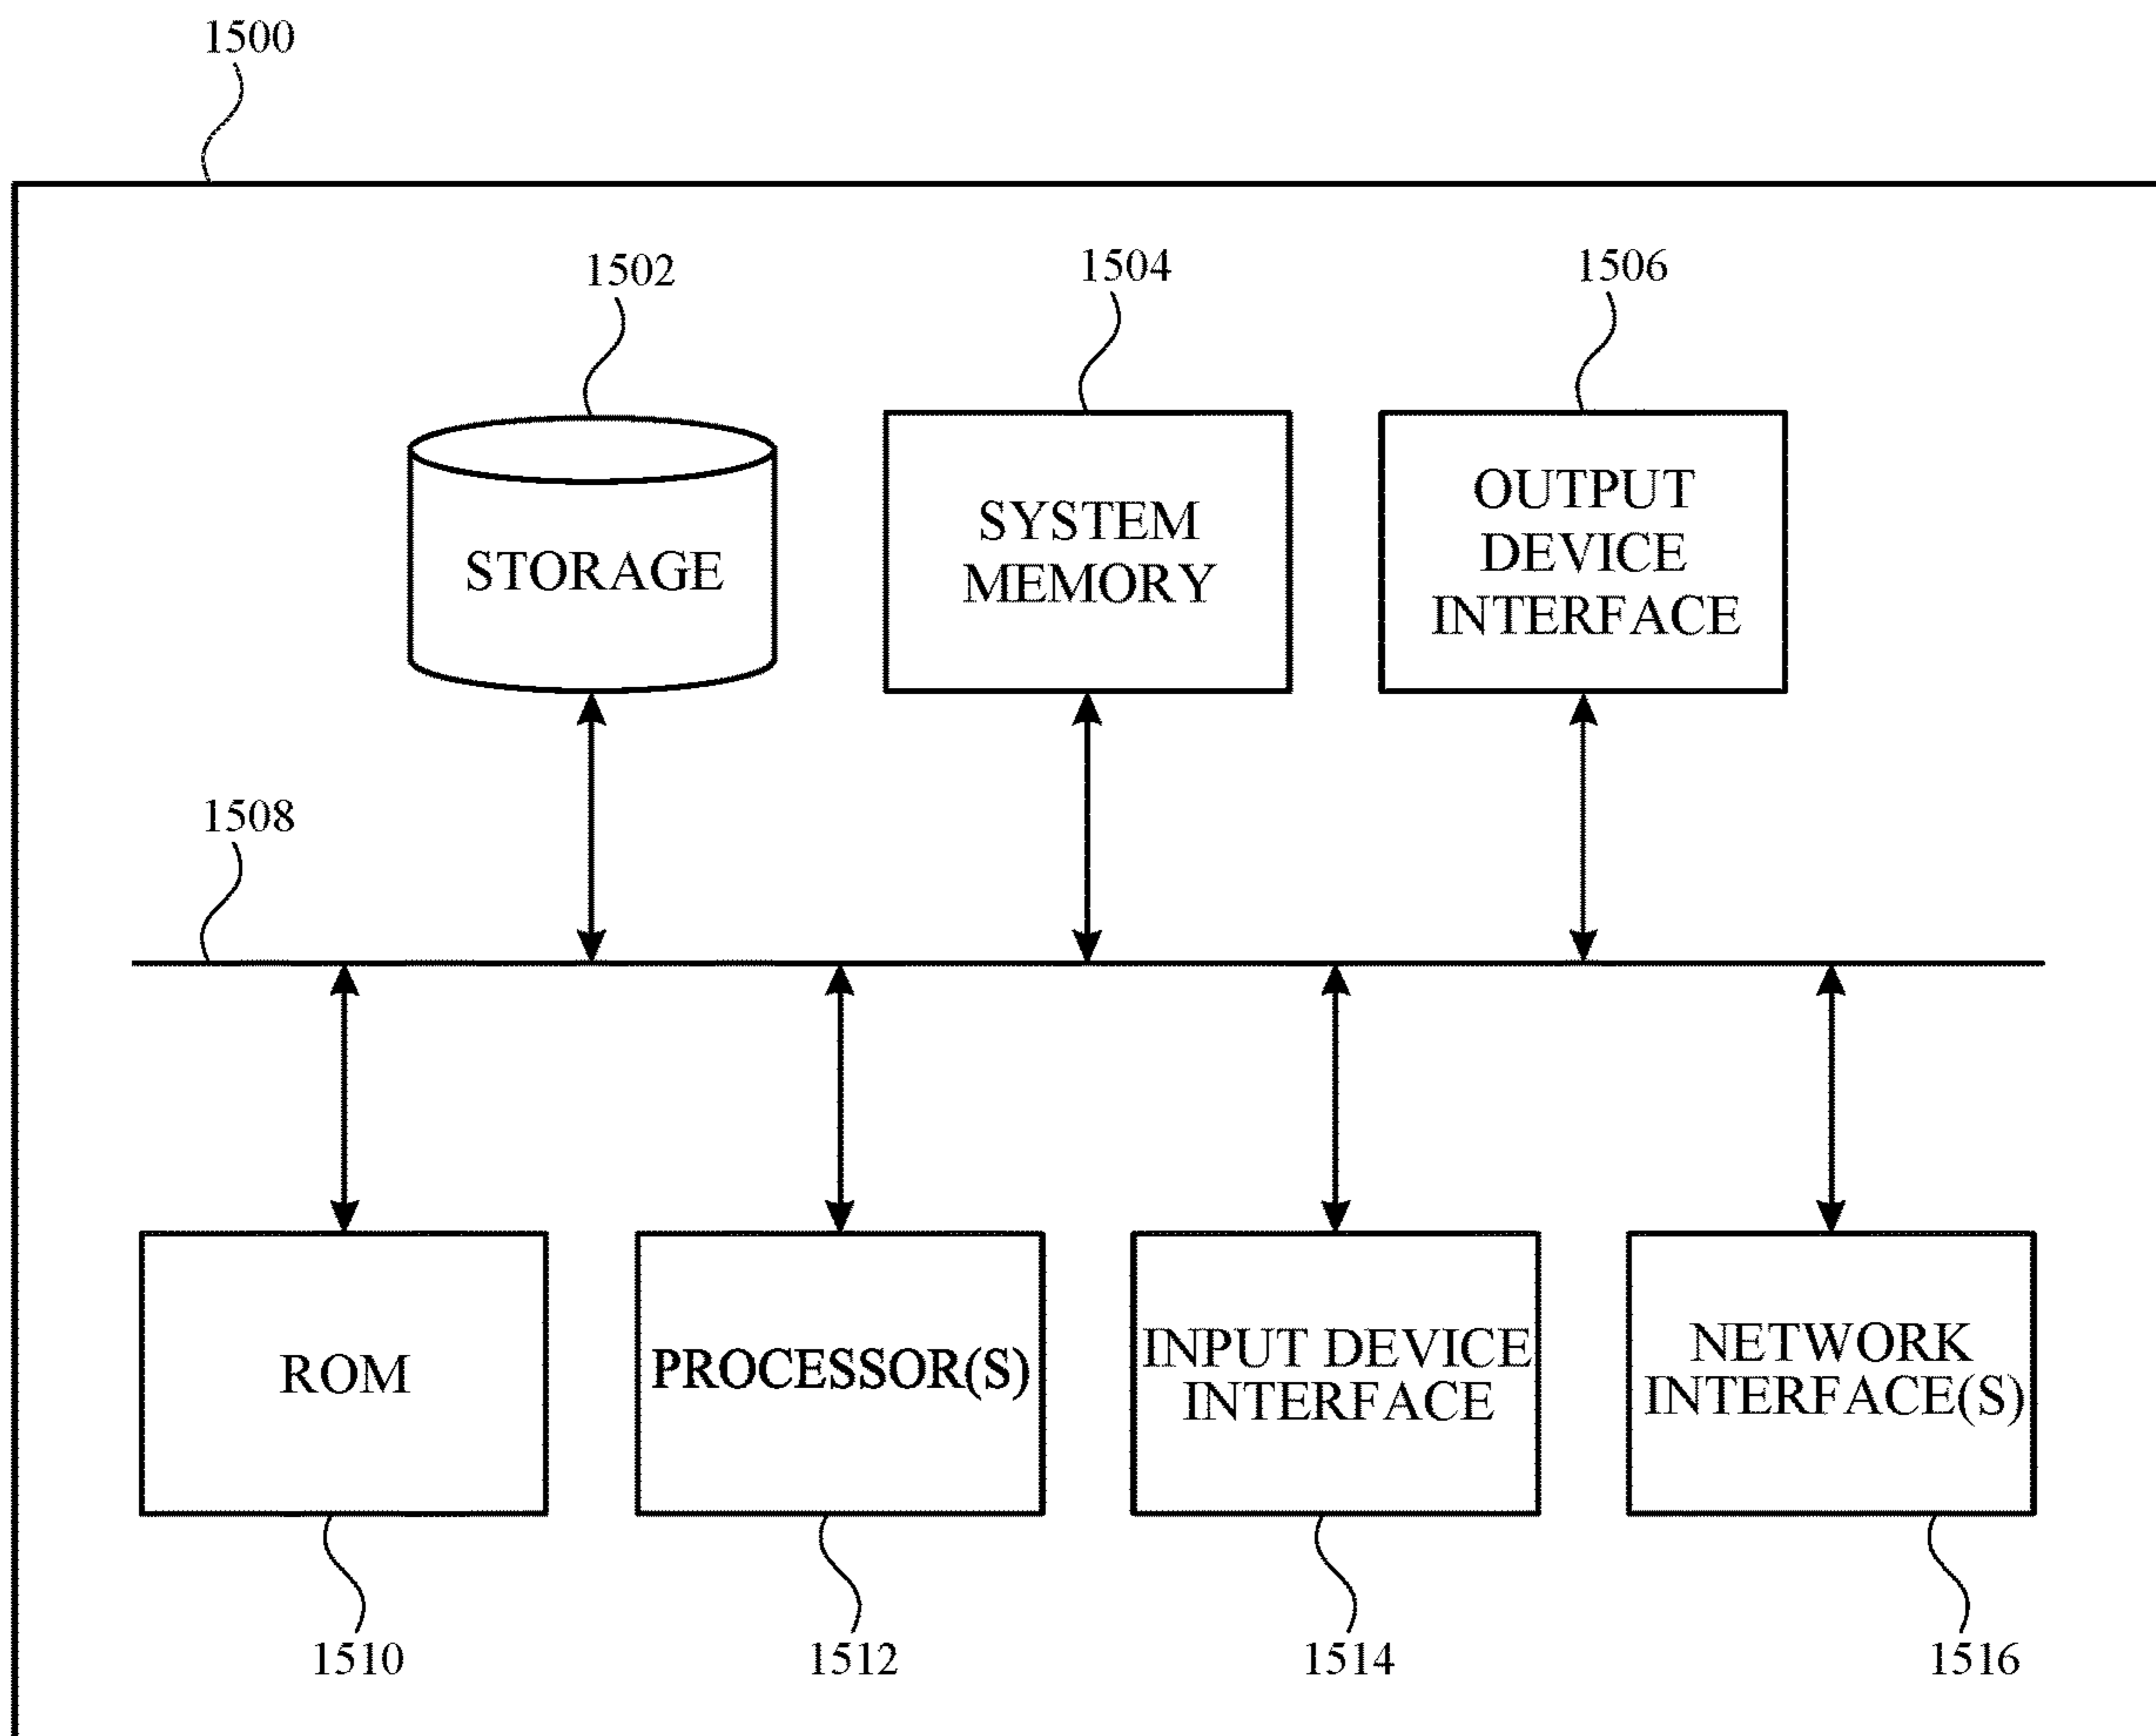 1500
1502
1504
1506
STORAGE
SYSTEM
MEMORY
OUTPUT
DEVICE
INTERFACE
1508
ROM
PROCESSOR(S)
INPUT DEVICE
INTERFACE
NETWORK
INTERFACE(S)
1510
1512
1514
1516